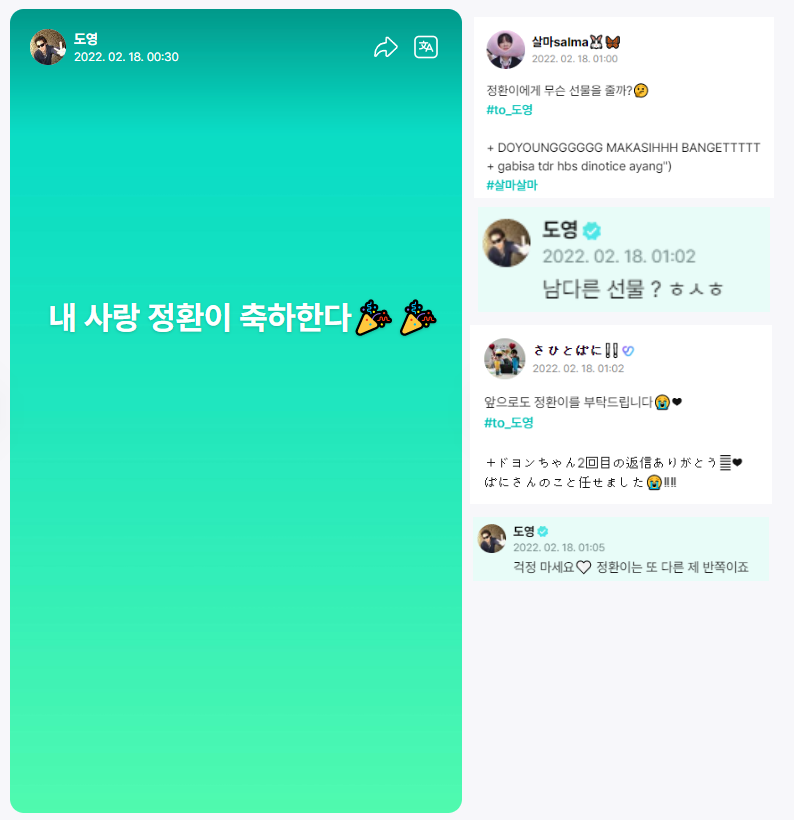 도영
2022. 02. 18. 00:30
내 사랑 정환이 축하한다🎉 🎉
살마salma🐰🦋
2022. 02. 18. 01:00
정환이에게 무슨 선물을 줄까?🤔
#to_도영
+ DOYOUNGGGGGG MAKASIHHH BANGETTTTT
+ gabisa tdr hbs dinotice ayang")
#살마살마
도영
2022. 02. 18. 01:02
남다른 선물 ? ㅎㅅㅎ
さひとぱに‼
2022. 02. 18. 01:02
앞으로도 정환이를 부탁드립니다😭❤
#to_도영
+ドヨンちゃん2回目の返信ありがとう❤
ぱにさんのこと任せました😭‼‼
도영
2022. 02. 18. 01:05
걱정 마세요♡ 정환이는 또 다른 제 반쪽이죠